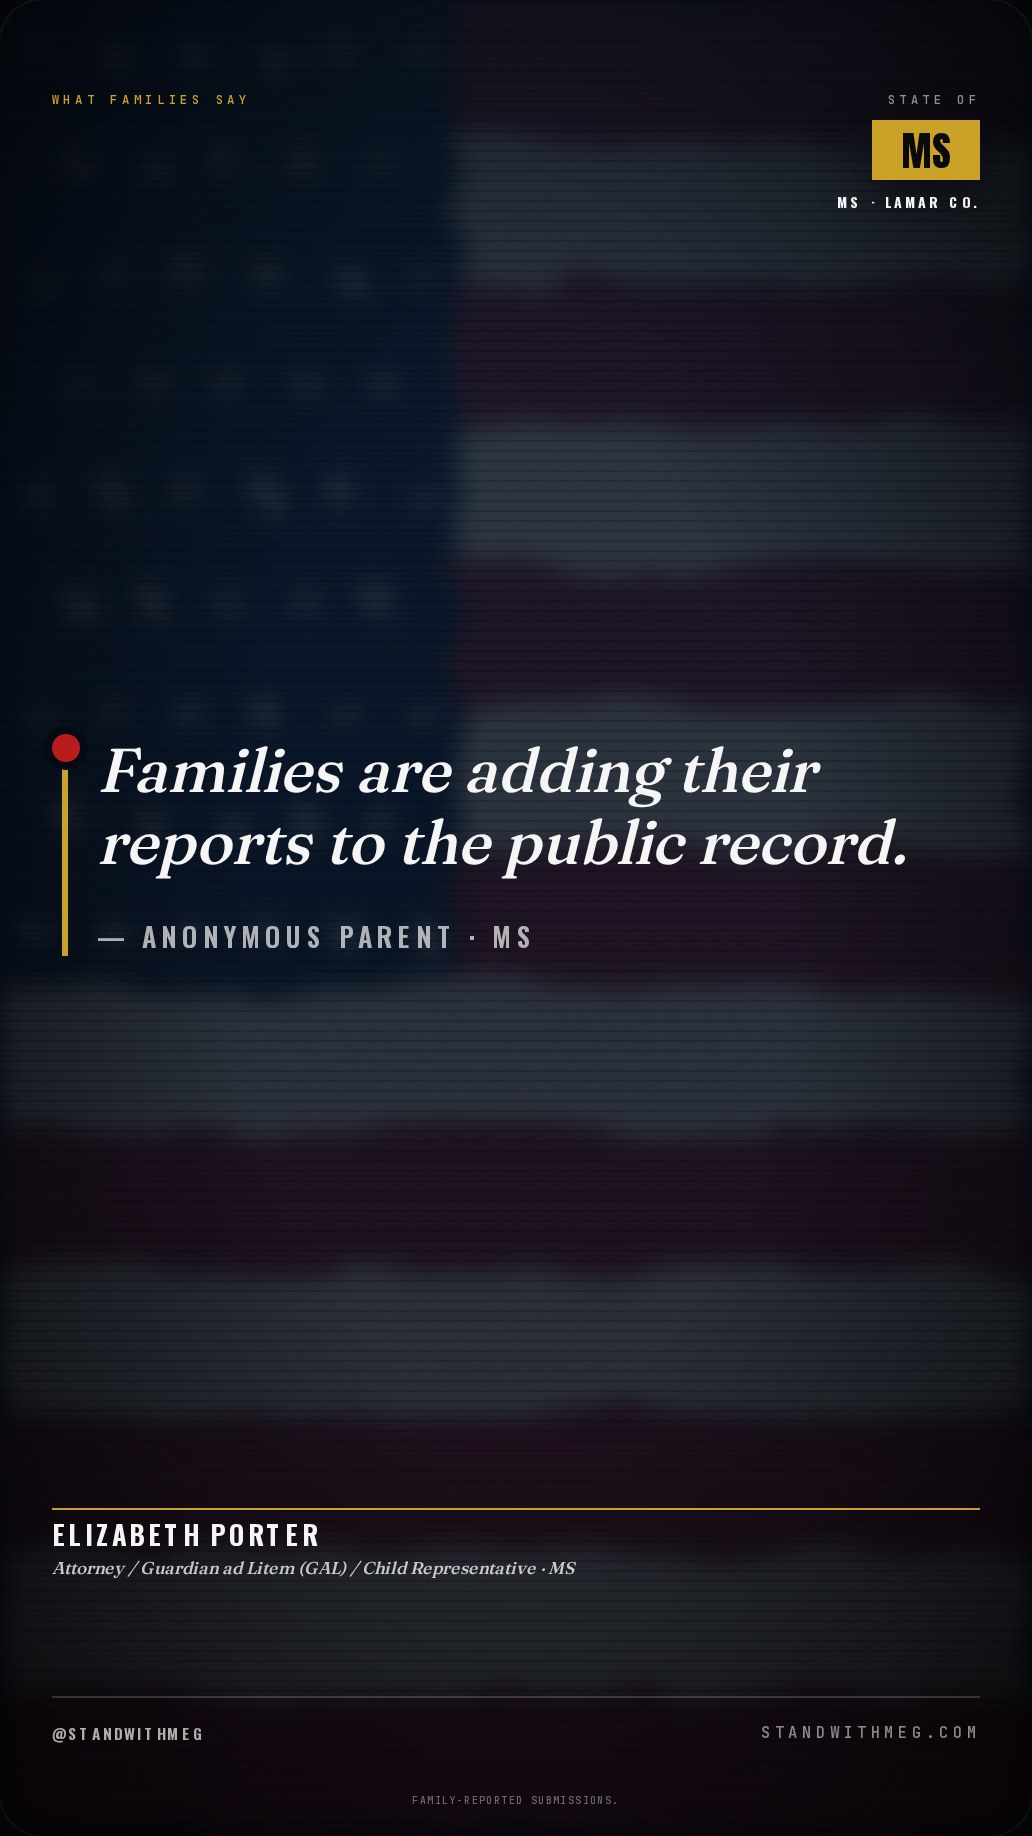 WHAT FAMILIES SAY
STATE OF
MS
MS · LAMAR CO.
Families are adding their
reports to the public record.
— ANONYMOUS PARENT · MS
ELIZABETH PORTER
Attorney / Guardian ad Litem (GAL) / Child Representative · MS
@STANDWITHMEG
STANDWITHMEG.COM
FAMILY-REPORTED SUBMISSIONS.